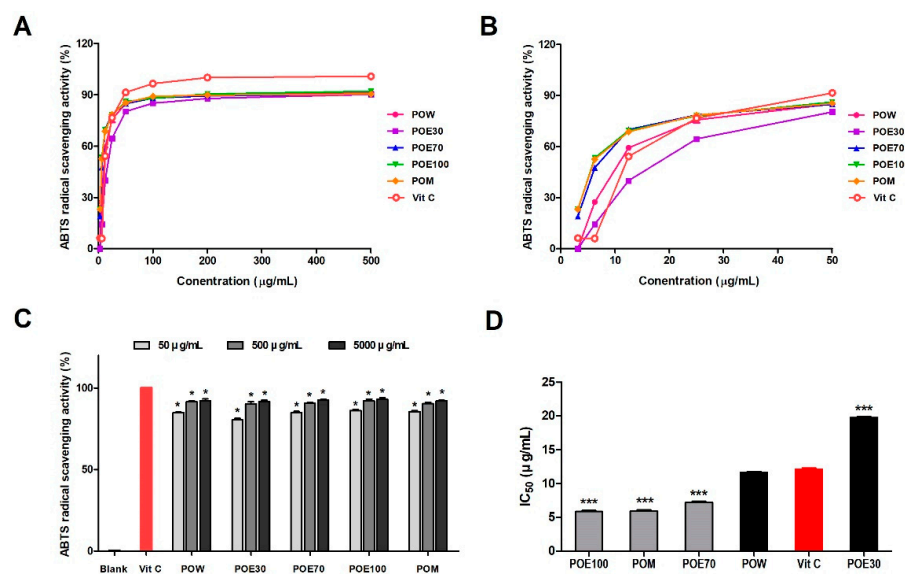 A
ABTS radical scavenging activity (%)
120
90
60
30
0
0
100
200
300
400
500
Conentration (μg/mL)
POW
POE30
POE70
POE100
POM
Vit C
B
ABTS radical scavenging activity (%)
120
90
60
30
0
0
10
20
30
40
50
Conentration (μg/mL)
POW
POE30
POE70
POE10
POM
Vit C
C
50 μg/mL
500 μg/mL
5000 μg/mL
ABTS radical scavenging activity (%)
100
50
0
* * *
* * *
* * *
* * *
* * *
Blank
Vit C
POW
POE30
POE70
POE100
POM
D
IC50 (μg/mL)
25
20
15
10
5
0
***
***
***
***
POE100
POM
POE70
POW
Vit C
POE30